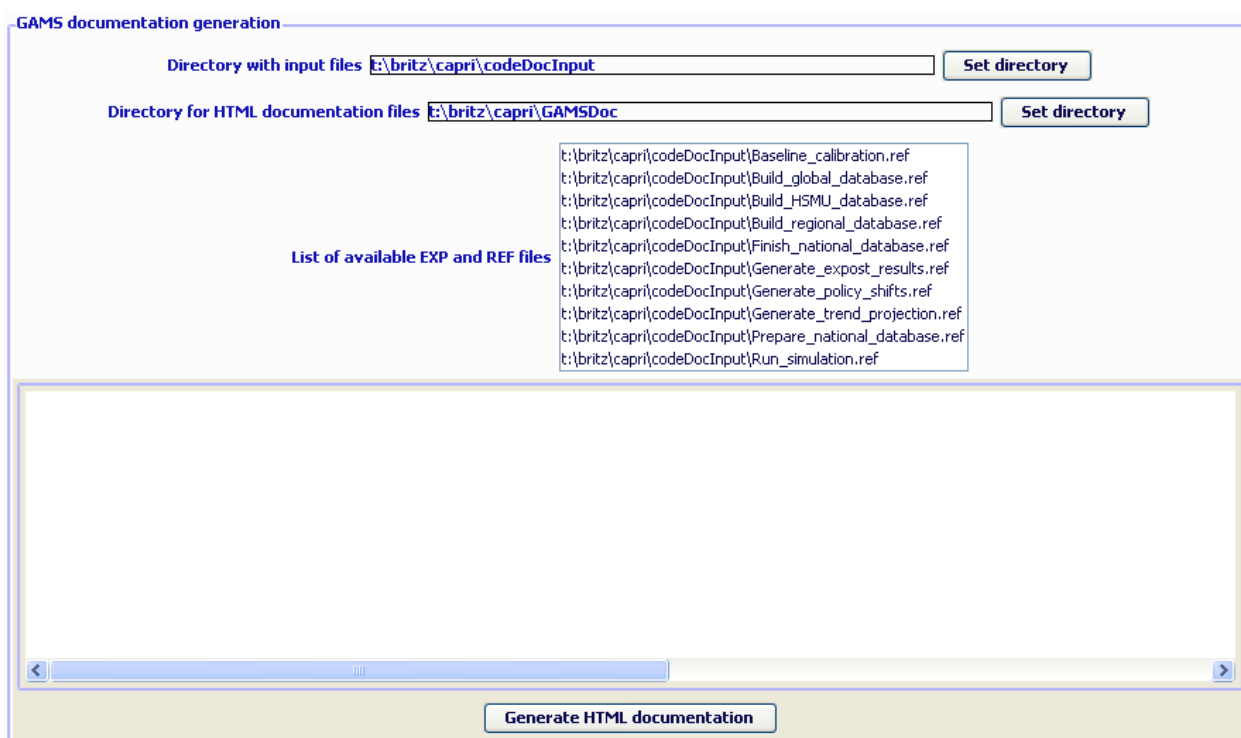 GAMS documentation generation
Directory with input files t:\britz\capri\codeDocInput Set directory
Directory for HTML documentation files t:\britz\capri\GAMSDoc Set directory
t:\britz\capri\codeDocInput\Baseline_calibration.ref
t:\britz\capri\codeDocInput\Build_global_database.ref
t:\britz\capri\codeDocInput\Build_HSMU_database.ref
t:\britz\capri\codeDocInput\Build_regional_database.ref
List of available EXP and REF files t:\britz\capri\codeDocInput\Finish_national_database.ref
t:\britz\capri\codeDocInput\Generate_expost_results.ref
t:\britz\capri\codeDocInput\Generate_policy_shifts.ref
t:\britz\capri\codeDocInput\Generate_trend_projection.ref
t:\britz\capri\codeDocInput\Prepare_national_database.ref
t:\britz\capri\codeDocInput\Run_simulation.ref
Generate HTML documentation